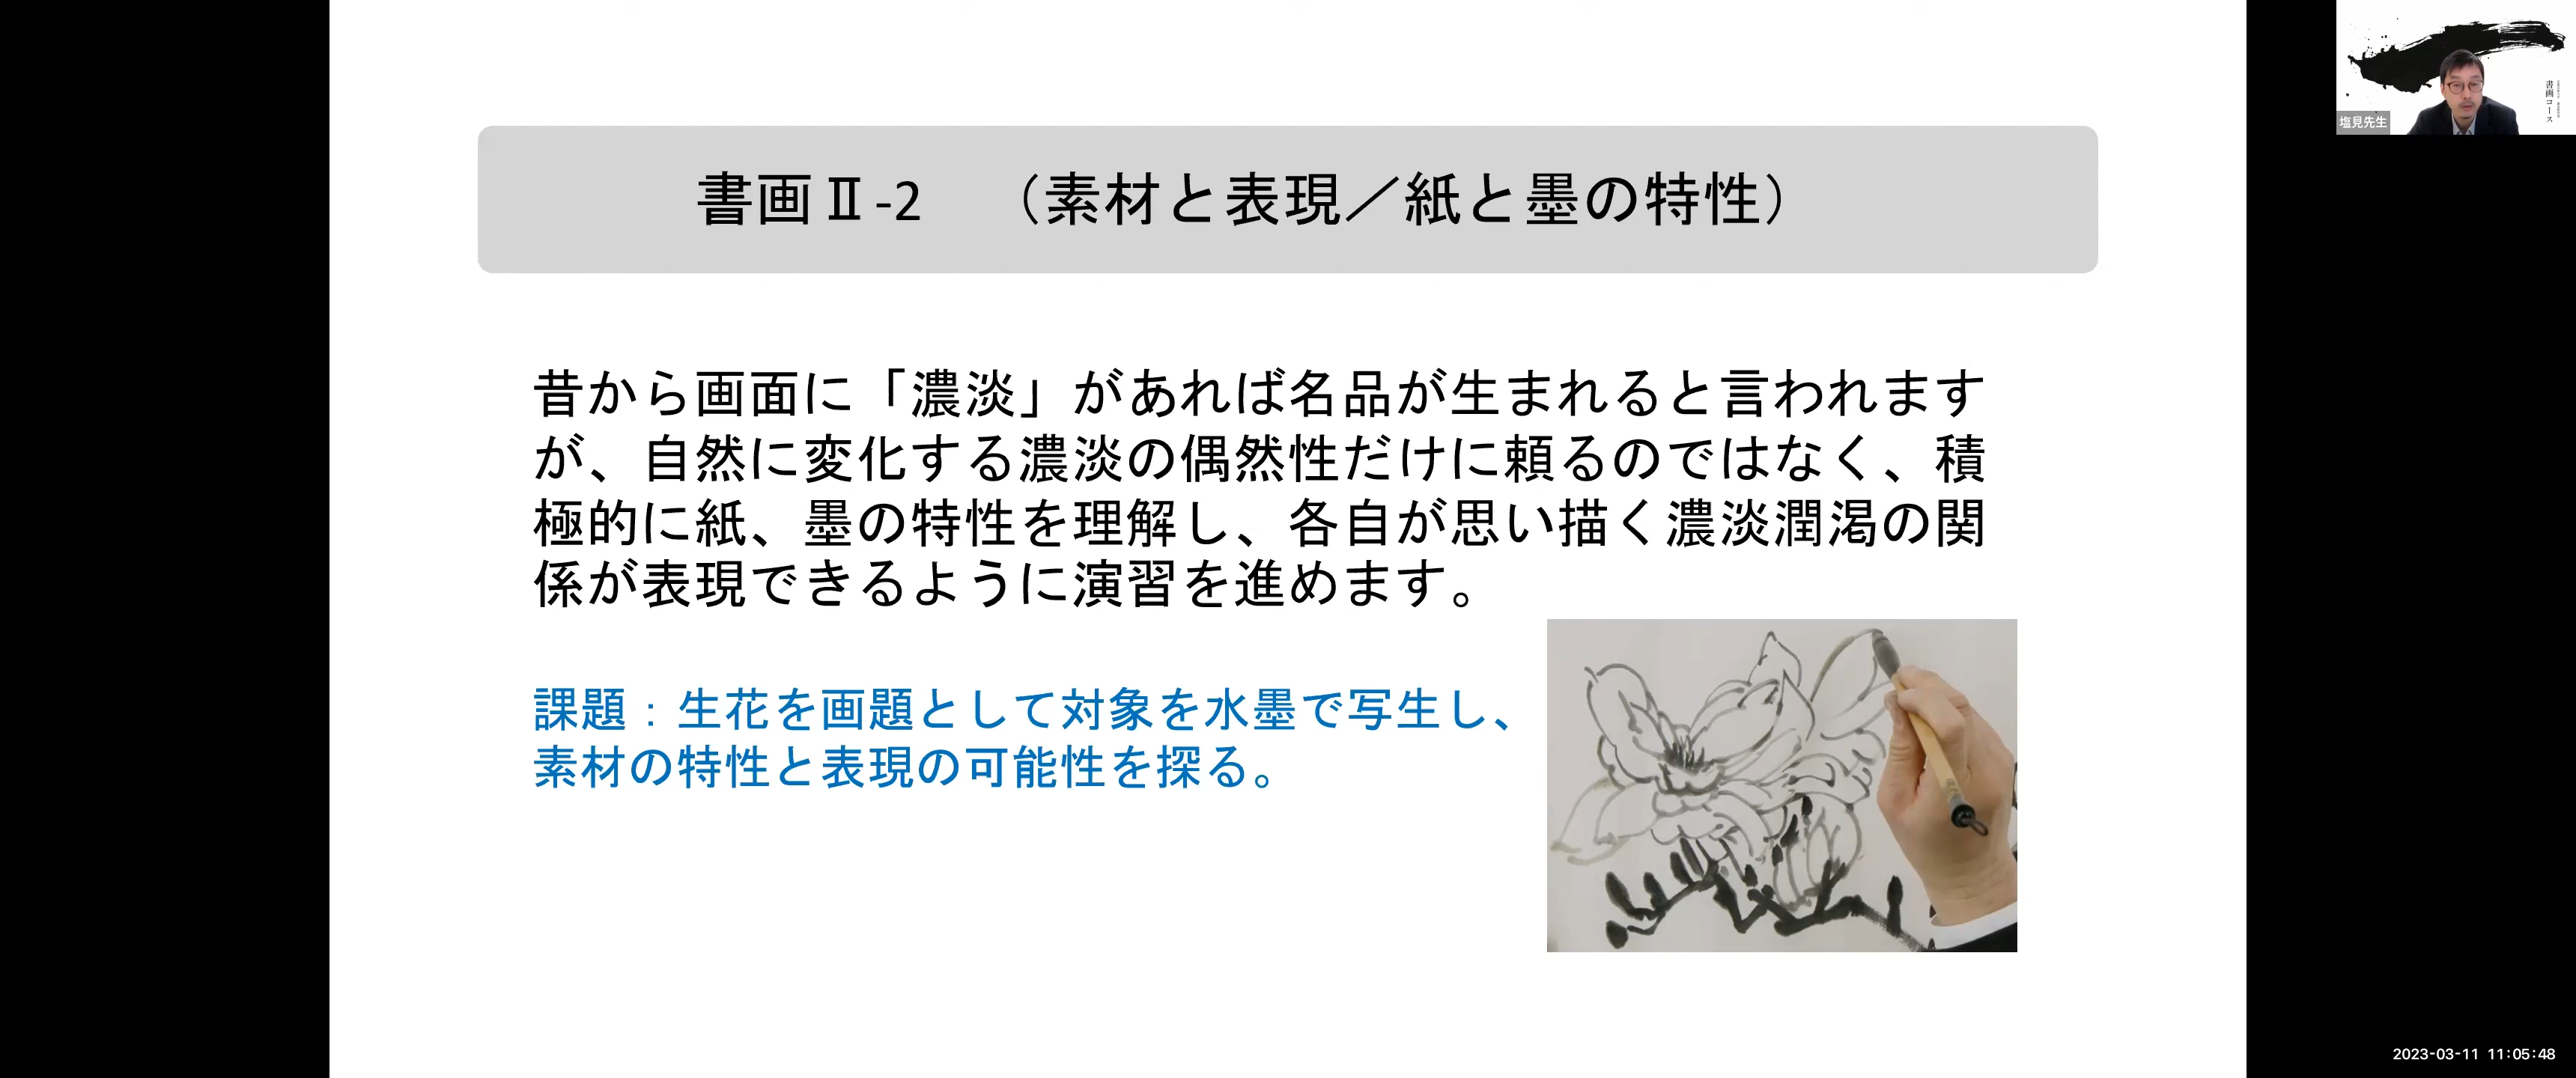 書画Ⅱ-2　（素材と表現／紙と墨の特性）
昔から画面に「濃淡」があれば名品が生まれると言われます
が、自然に変化する濃淡の偶然性だけに頼るのではなく、積
極的に紙、墨の特性を理解し、各自が思い描く濃淡潤渇の関
係が表現できるように演習を進めます。
課題：生花を画題として対象を水墨で写生し、
素材の特性と表現の可能性を探る。
書画コース
塩見先生
2023-03-11 11:05:48